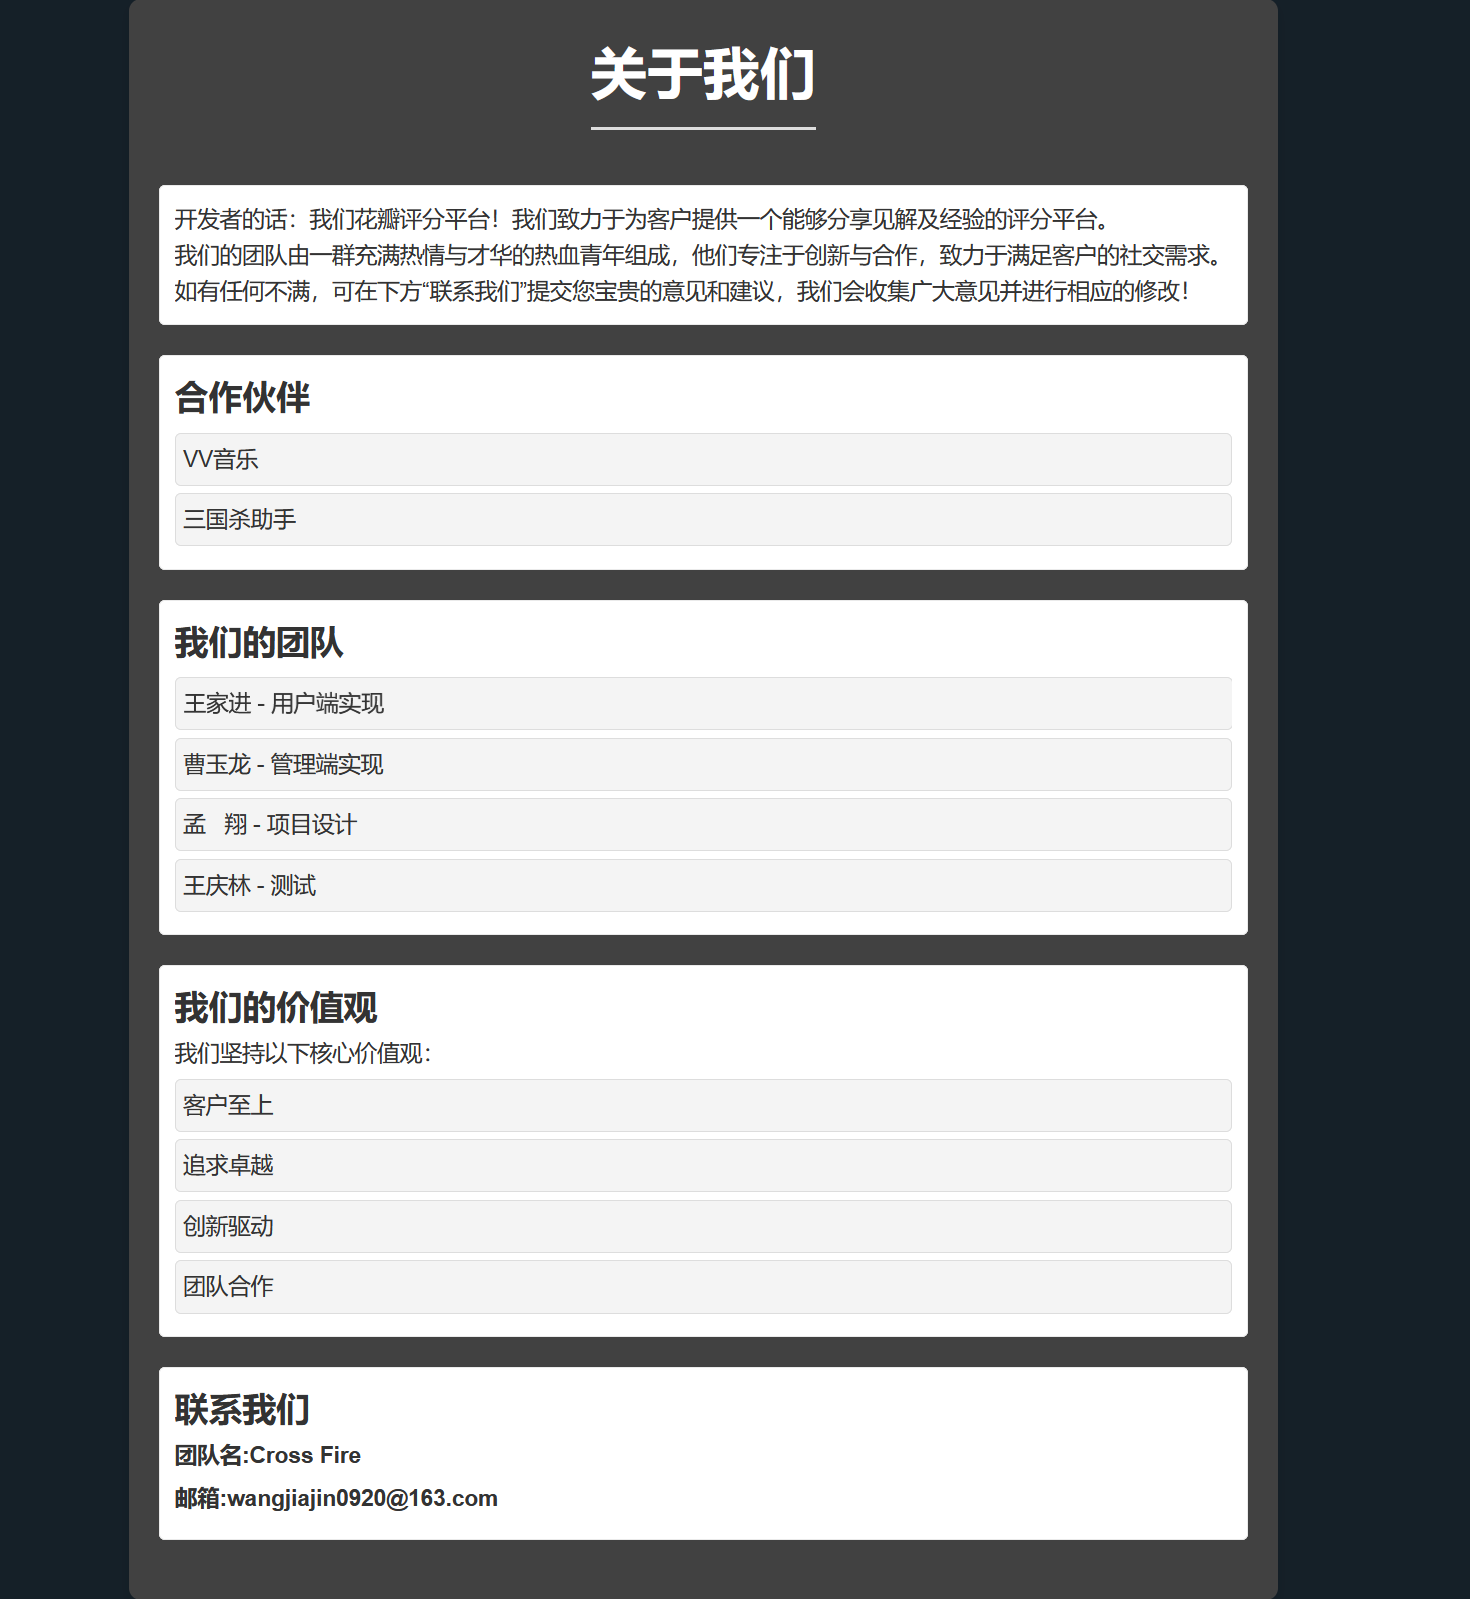 关于我们
开发者的话：我们花瓣评分平台！我们致力于为客户提供一个能够分享见解及经验的评分平台。
我们的团队由一群充满热情与才华的热血青年组成，他们专注于创新与合作，致力于满足客户的社交需求。
如有任何不满，可在下方“联系我们”提交您宝贵的意见和建议，我们会收集广大意见并进行相应的修改！
合作伙伴
VV音乐
三国杀助手
我们的团队
王家进 - 用户端实现
曹玉龙 - 管理端实现
孟   翔 - 项目设计
王庆林 - 测试
我们的价值观
我们坚持以下核心价值观：
客户至上
追求卓越
创新驱动
团队合作
联系我们
团队名:Cross Fire
邮箱:wangjiajin0920@163.com